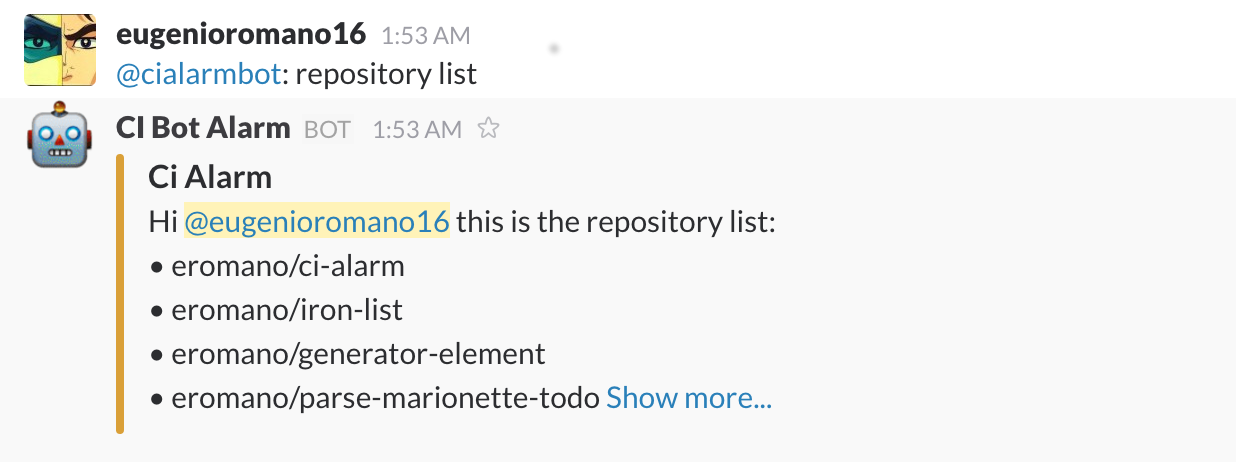 eugenioromano16 1:53 AM
@cialarmbot: repository list
CI Bot Alarm BOT 1:53 AM
Ci Alarm
Hi @eugenioromano16 this is the repository list:
• eromano/ci-alarm
• eromano/iron-list
• eromano/generator-element
• eromano/parse-marionette-todo Show more...